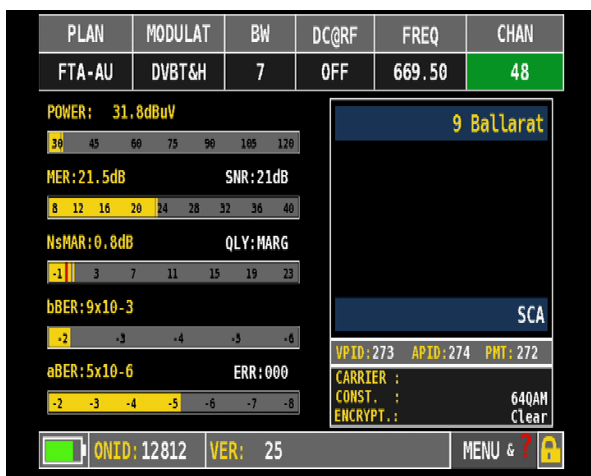 PLAN MODULAT BW DC@RF FREQ CHAN
FTA-AU DVBT&H 7 OFF 669.50 48
POWER: 31.8dBuV
30 45 60 75 90 105 120
MER:21.5dB SNR:21dB
8 12 16 20 24 28 32 36 40
NsMAR:0.8dB QLY:MARG
-1 3 7 11 15 19 23
bBER:9x10-3
-2 -3 -4 -5 -6
aBER:5x10-6 ERR:000
-2 -3 -4 -5 -6 -7 -8
9 Ballarat
SCA
VPID:273 APID:274 PMT:272
CARRIER :
CONST. : 64QAM
ENCRYPT.: Clear
ONID:12812 VER: 25 MENU & ?